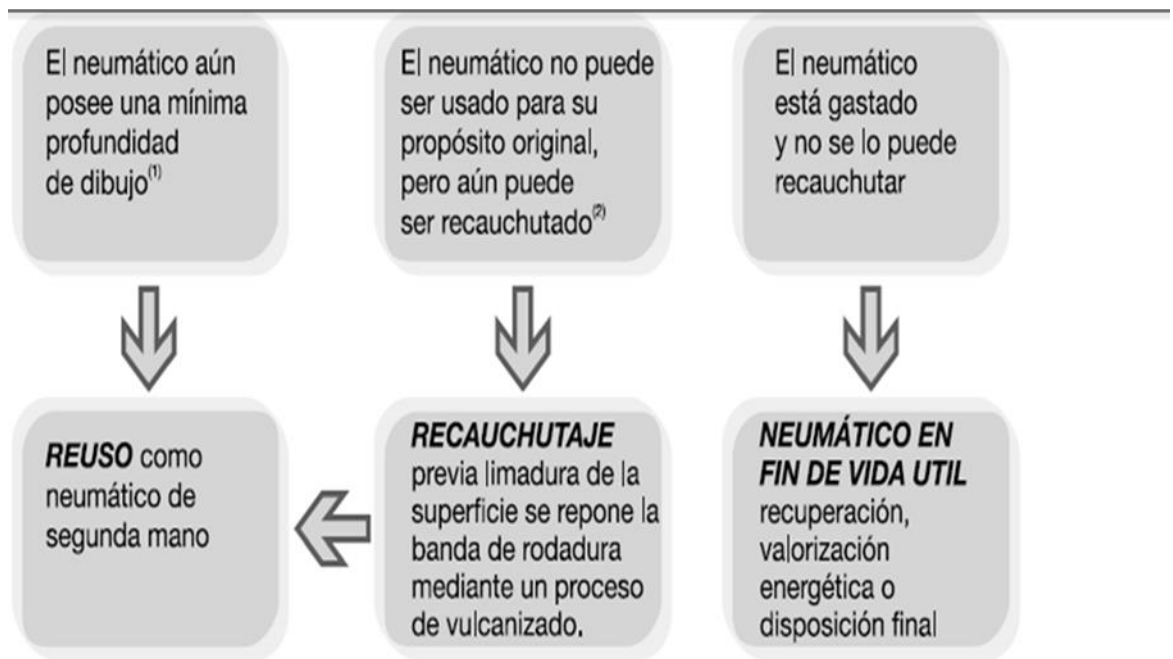 El neumático aún
posee una mínima
profundidad
de dibujo(1)
El neumático no puede
ser usado para su
propósito original,
pero aún puede
ser recauchutado(2)
El neumático
está gastado
y no se lo puede
recauchutar
REUSO como
neumático de
segunda mano
RECAUCHUTAJE
previa limadura de la
superficie se repone la
banda de rodadura
mediante un proceso
de vulcanizado.
NEUMÁTICO EN
FIN DE VIDA UTIL
recuperación,
valorización
energética o
disposición final